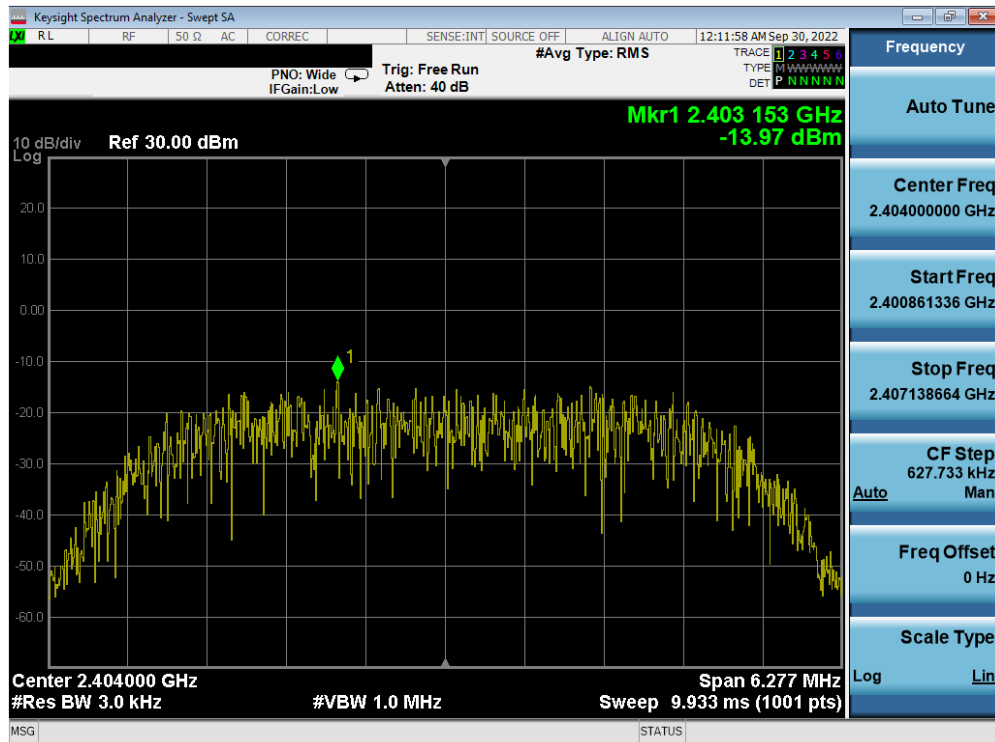 Keysight Spectrum Analyzer - Swept SA
LXI RL RF 50 Ω AC CORREC SENSE:INT SOURCE OFF ALIGN AUTO 12:11:58 AM Sep 30, 2022
#Avg Type: RMS
TRACE 1 2 3 4 5 6
PNO: Wide Trig: Free Run
TYPE M WWWWW
IFGain:Low Atten: 40 dB
DET P N N N N N
Mkr1 2.403 153 GHz
-13.97 dBm
10 dB/div Ref 30.00 dBm
Log
20.0
10.0
0.00
-10.0
1
-20.0
-30.0
-40.0
-50.0
-60.0
Center 2.404000 GHz Span 6.277 MHz
#Res BW 3.0 kHz #VBW 1.0 MHz Sweep 9.933 ms (1001 pts)
MSG STATUS
Frequency
Auto Tune
Center Freq
2.404000000 GHz
Start Freq
2.400861336 GHz
Stop Freq
2.407138664 GHz
CF Step
627.733 kHz
Auto Man
Freq Offset
0 Hz
Scale Type
Log Lin